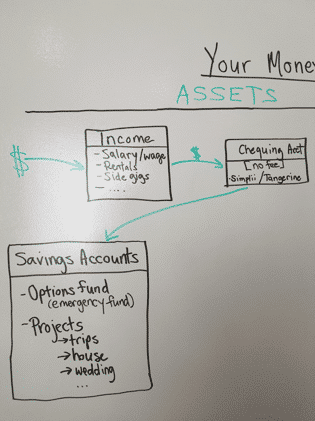 Your Money
ASSETS
$
Income
- Salary/wage
- Rentals
- Side gigs
- ....
$
Chequing Acct
[no fee]
- Simplii/Tangerine
Savings Accounts
- Options fund
(emergency fund)
- Projects
→ trips
→ house
→ wedding
...